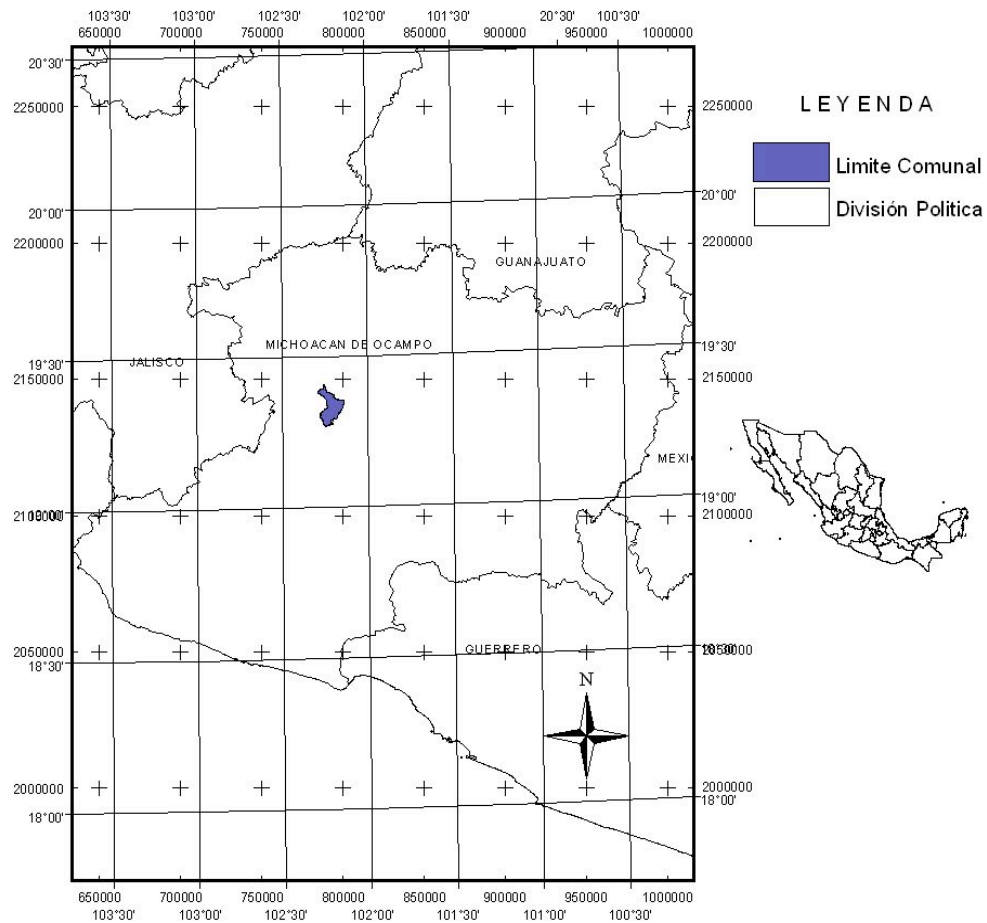 103°30' 103°00' 102°30' 102°00' 101°30' 20°30' 100°30'
650000 700000 750000 800000 850000 900000 950000 1000000
20°30'
2250000 2250000
LEYENDA
Limite Comunal
División Politica
20°00' 20°00'
2200000 2200000
GUANAJUATO
MICHOACAN DE OCAMPO
19°30' 19°30'
JALISCO
2150000 2150000
MEXI
19°00'
2100000 2100000
GUERRERO
2050000
18°30'
N
2000000 2000000
18°00' 18°00'
650000 700000 750000 800000 850000 900000 950000 1000000
103°30' 103°00' 102°30' 102°00' 101°30' 101°00' 100°30'